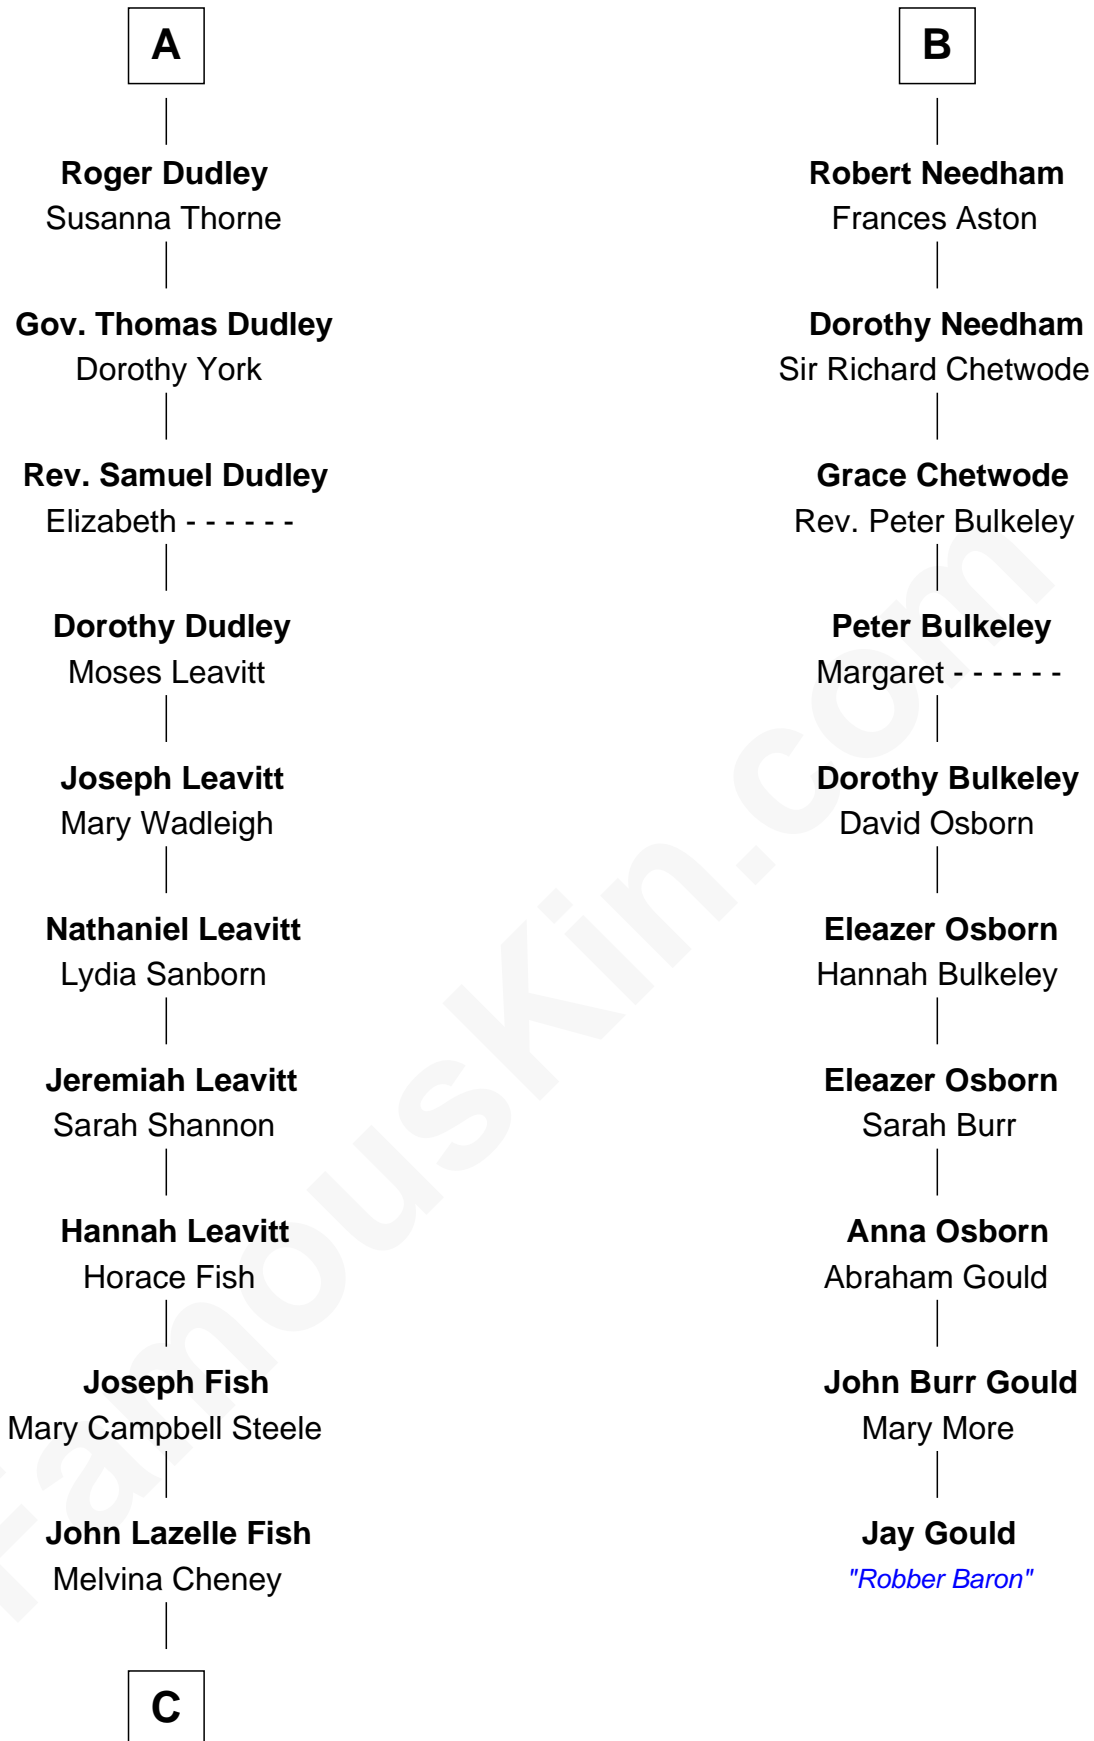 A
Roger Dudley
Susanna Thorne
Gov. Thomas Dudley
Dorothy York
Rev. Samuel Dudley
Elizabeth - - - - - -
Dorothy Dudley
Moses Leavitt
Joseph Leavitt
Mary Wadleigh
Nathaniel Leavitt
Lydia Sanborn
Jeremiah Leavitt
Sarah Shannon
Hannah Leavitt
Horace Fish
Joseph Fish
Mary Campbell Steele
John Lazelle Fish
Melvina Cheney
C
B
Robert Needham
Frances Aston
Dorothy Needham
Sir Richard Chetwode
Grace Chetwode
Rev. Peter Bulkeley
Peter Bulkeley
Margaret - - - - - -
Dorothy Bulkeley
David Osborn
Eleazer Osborn
Hannah Bulkeley
Eleazer Osborn
Sarah Burr
Anna Osborn
Abraham Gould
John Burr Gould
Mary More
Jay Gould
"Robber Baron"
FamousKin.com